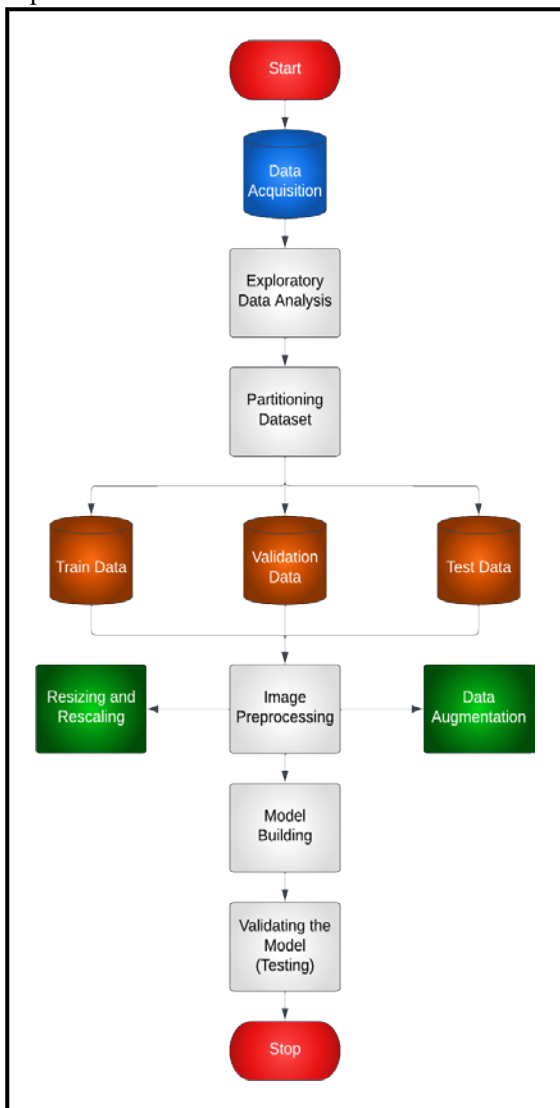 Start
Data
Acquisition
Exploratory
Data Analysis
Partitioning
Dataset
Train Data
Validation
Data
Test Data
Resizing and
Rescaling
Image
Preprocessing
Data
Augmentation
Model
Building
Validating the
Model
(Testing)
Stop